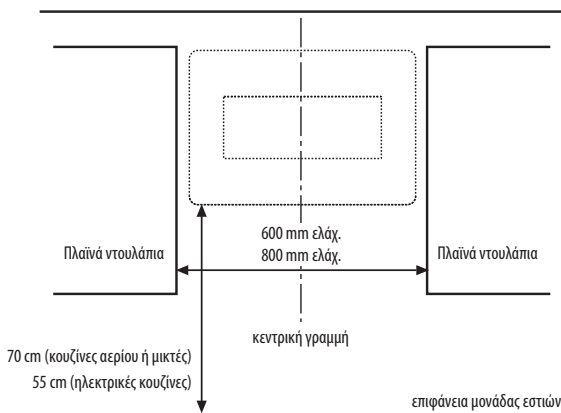 600 mm ελάχ.
800 mm ελάχ.
Πλαϊνά ντουλάπια
Πλαϊνά ντουλάπια
κεντρική γραμμή
70 cm (κουζίνες αερίου ή μικτές)
55 cm (ηλεκτρικές κουζίνες)
επιφάνεια μονάδας εστιών